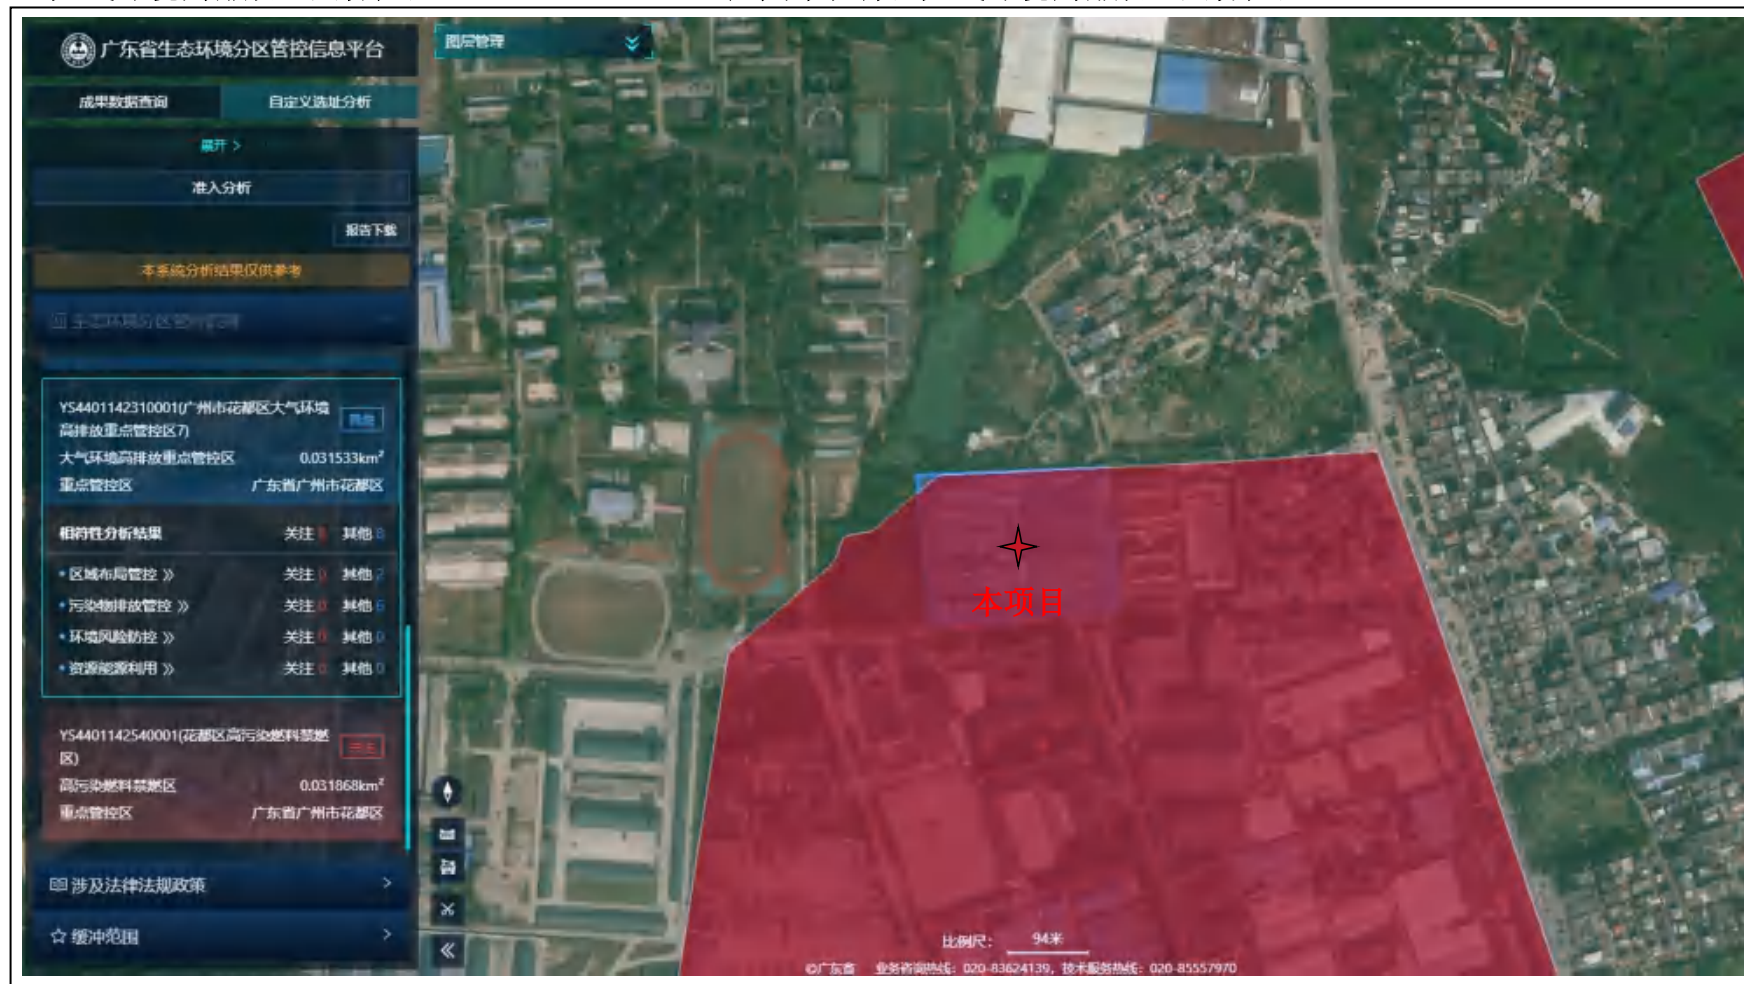 广东省生态环境分区管控信息平台
图层管理
成果数据查询 自定义选址分析
展开 >
准入分析
报告下载
本系统分析结果仅供参考
YS4401142310001(广州市花都区大气环境
高排放重点管控区7)
大气环境高排放重点管控区 0.031533km²
重点管控区 广东省广州市花都区
相符性分析结果 关注 其他 8
• 区域布局管控 》 关注 0 其他 2
• 污染物排放管控 》 关注 0 其他 6
• 环境风险防控 》 关注 0 其他 0
• 资源能源利用 》 关注 0 其他 0
YS4401142540001(花都区高污染燃料禁燃
区)
关注
高污染燃料禁燃区 0.031868km²
重点管控区 广东省广州市花都区
涉及法律法规政策 >
缓冲范围 >
本项目
比例尺： 94米
©广东省 业务咨询热线：020-83624139，技术服务热线：020-85557970